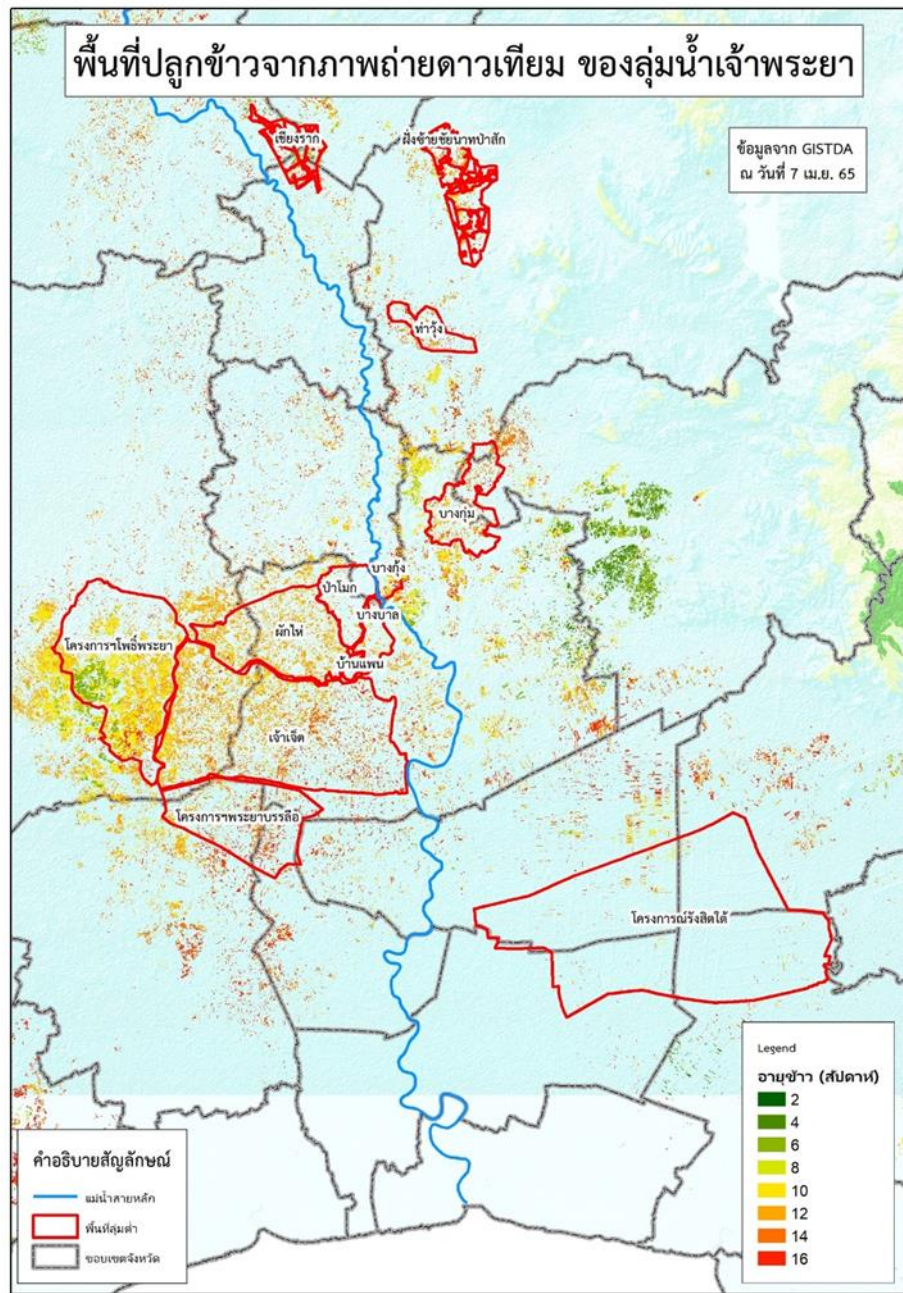 พื้นที่ปลูกข้าวจากภาพถ่ายดาวเทียม ของลุ่มน้ำเจ้าพระยา
ข้อมูลจาก GISTDA
ณ วันที่ 7 เม.ย. 65
เชียงราก
ฝั่งซ้ายชัยนาทป่าสัก
ท่าวุ้ง
บางกุ่ม
บางกุ้ง
ป่าโมก
บางบาล
ผักไห่
โครงการฯโพธิ์พระยา
บ้านแพน
เจ้าเจ็ด
โครงการฯพระยาบรรลือ
โครงการณ์รังสิตใต้
Legend
อายุข้าว (สัปดาห์)
2
4
6
8
10
12
14
16
คำอธิบายสัญลักษณ์
แม่น้ำสายหลัก
พื้นที่ลุ่มต่ำ
ขอบเขตจังหวัด